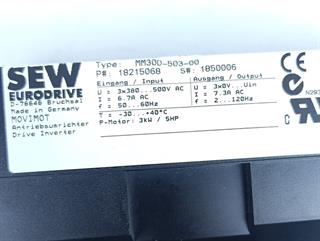 SEW
EURODRIVE
D-76646 Bruchsal
Made in Germany
MOVIMOT
Antriebsumrichter
Drive Inverter
Type: MM30D-503-00
P#: 18215068 S#: 1850006
Eingang / Input Ausgang / Output
U = 3x380...500V AC U = 3x0V...Uin
I = 6.7A AC I = 7.3A AC
f = 50...60Hz f = 2...120Hz
T = -30...+40°C
P-Motor: 3kW / 5HP
C
N293